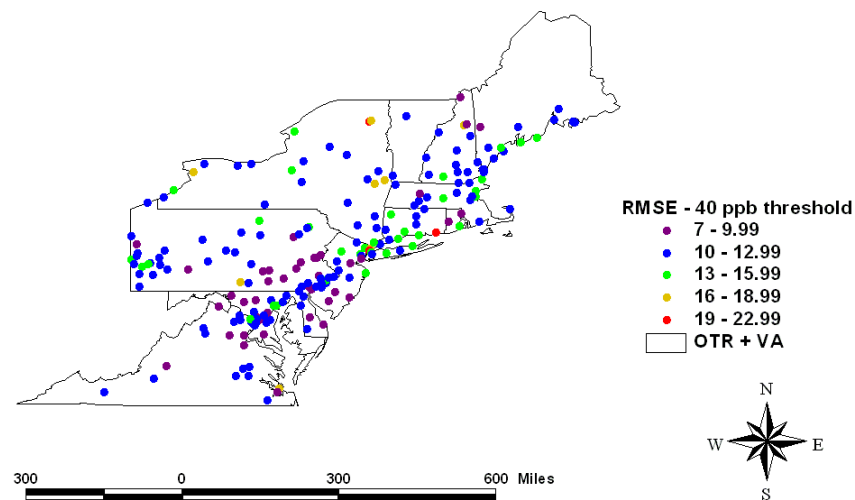 RMSE - 40 ppb threshold
7 - 9.99
10 - 12.99
13 - 15.99
16 - 18.99
19 - 22.99
OTR + VA
N
W E
S
300 0 300 600 Miles